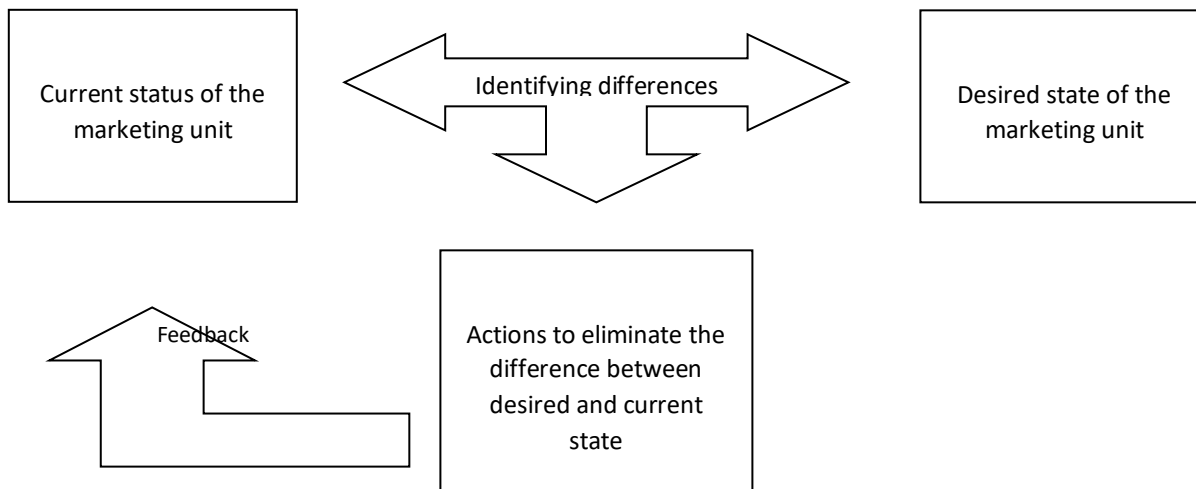 Current status of the
marketing unit
Identifying differences
Desired state of the
marketing unit
Feedback
Actions to eliminate the
difference between
desired and current
state